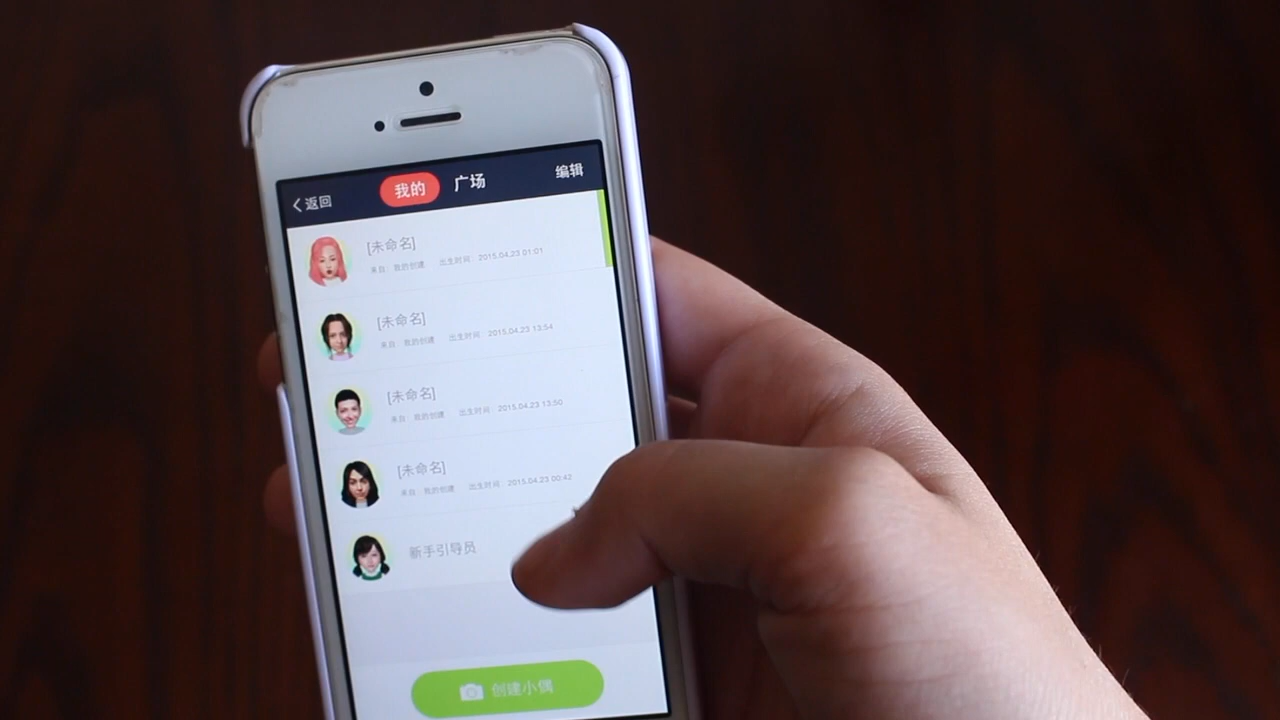 返回 我的 广场 编辑
[未命名]
来自：我的创建 出生时间：2015.04.23 01:01
[未命名]
来自：我的创建 出生时间：2015.04.23 13:54
[未命名]
来自：我的创建 出生时间：2015.04.23 13:50
[未命名]
来自：我的创建 出生时间：2015.04.23 00:42
新手引导员
创建小偶